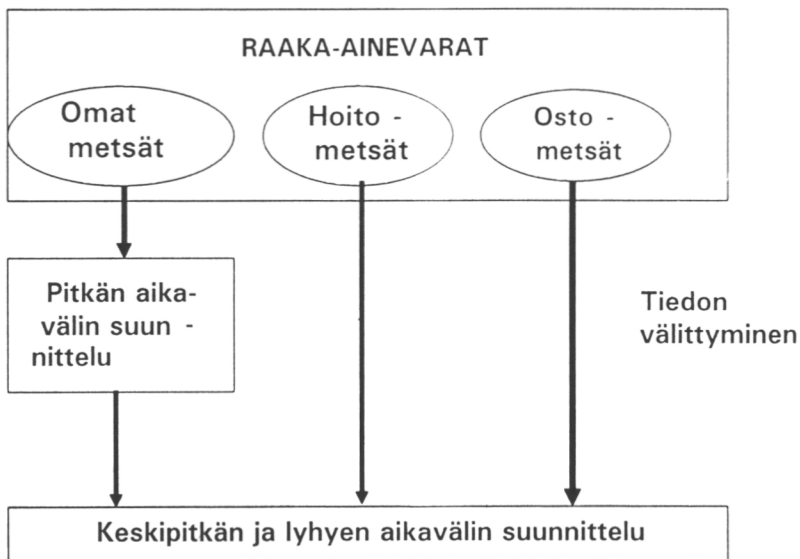 RAAKA-AINEVARAT
Omat
metsät
Hoito -
metsät
Osto -
metsät
Pitkän aika-
välin suun -
nittelu
Tiedon
välittyminen
Keskipitkän ja lyhyen aikavälin suunnittelu